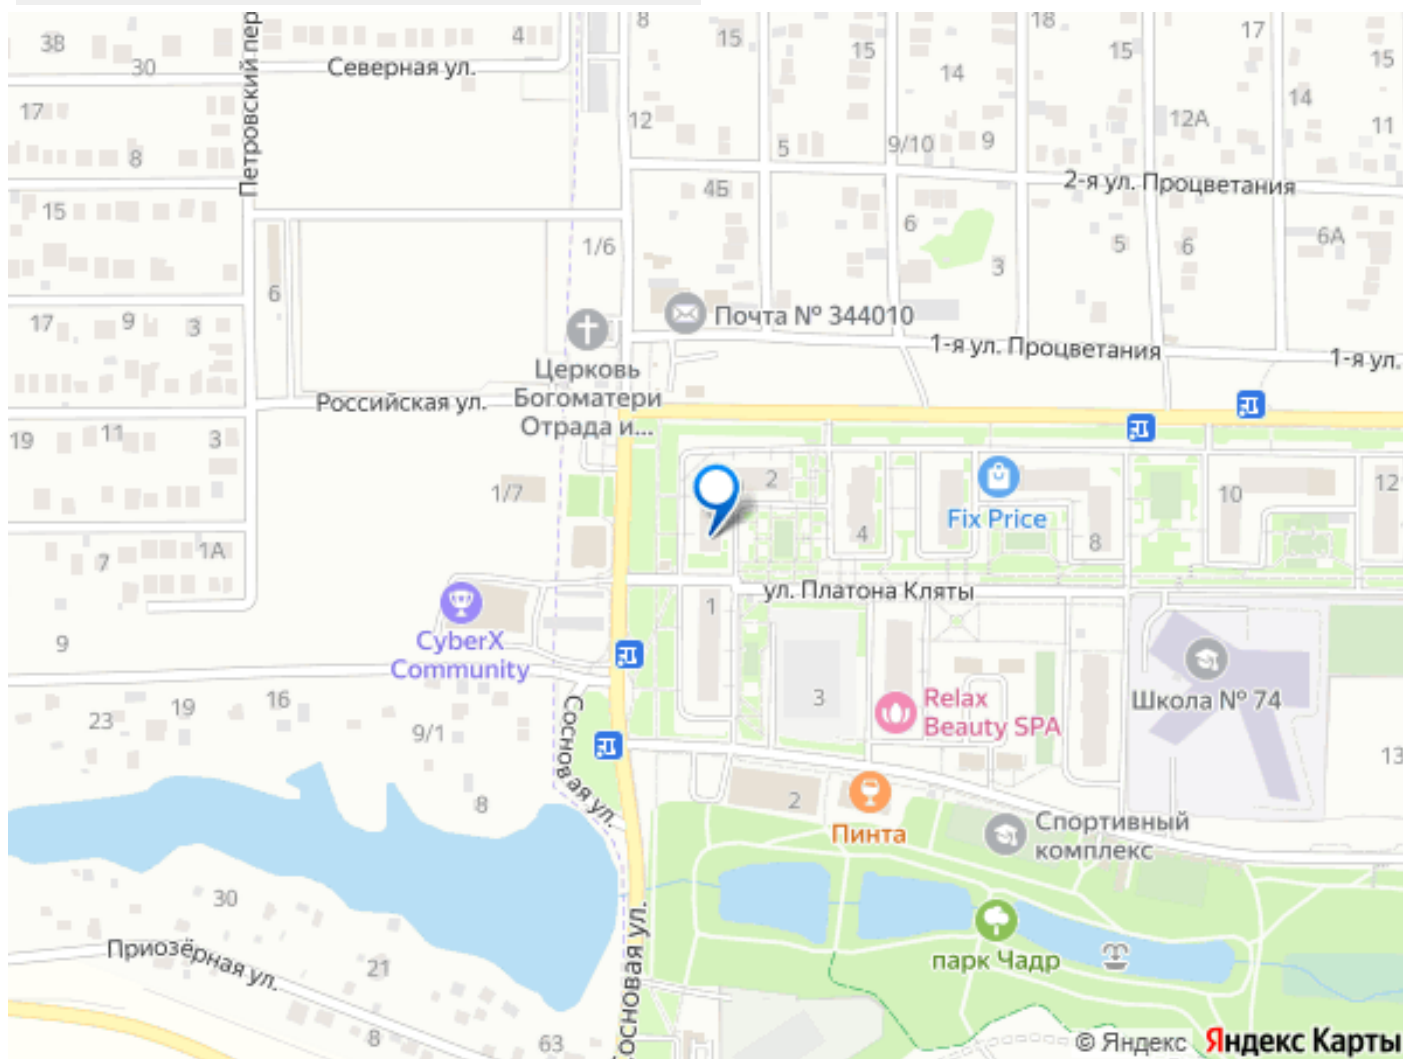 8
18
17
3В
4
15
15
15
15
30
Северная ул.
14
14
Петровский пер
17
12
12А
11
8
5
9/10
9
2-я ул. Процветания
4Б
15
6
1/6
5
6
6А
3
6
17
9
3
Почта № 344010
1-я ул. Процветания
1-я ул.
Церковь
Богоматери
Отрада и...
Российская ул.
19
11
3
2
1/7
10
12
Fix Price
4
8
1А
7
ул. Платона Кляты
1
9
CyberX
Community
Школа № 74
16
19
23
3
Relax
Beauty SPA
9/1
Сосновая ул.
13
8
2
Пинта
Спортивный
комплекс
30
Приозёрная ул.
21
Сосновая ул.
парк Чадр
8
63
© Яндекс Яндекс Карты